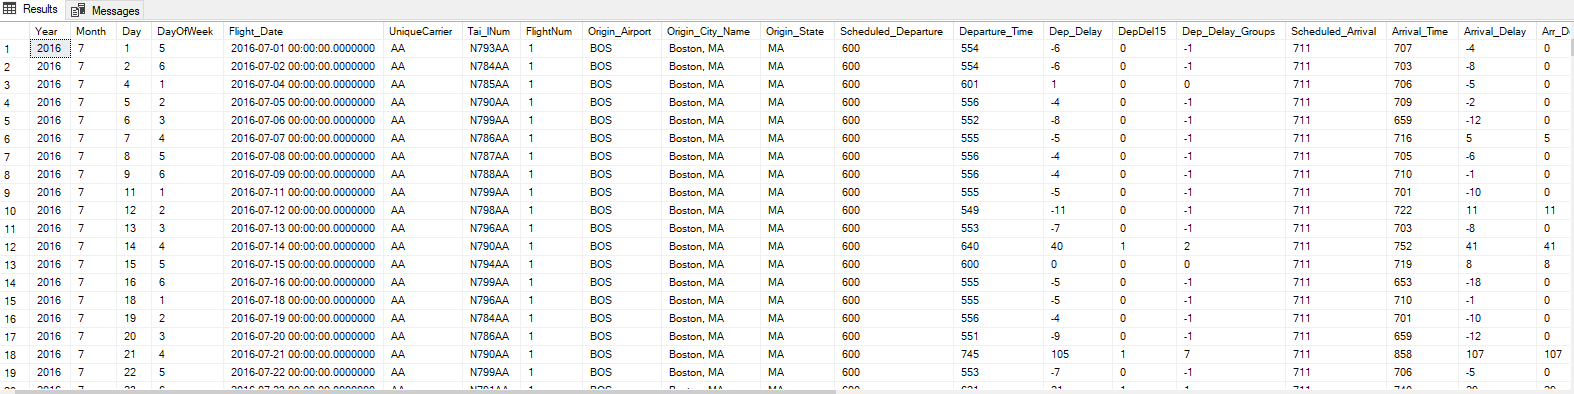 Results Messages
Year Month Day DayOfWeek Flight_Date UniqueCarrier Tai_lNum FlightNum Origin_Airport Origin_City_Name Origin_State Scheduled_Departure Departure_Time Dep_Delay DepDel15 Dep_Delay_Groups Scheduled_Arrival Arrival_Time Arrival_Delay Arr_D
1 2016 7 1 5 2016-07-01 00:00:00.0000000 AA N793AA 1 BOS Boston, MA MA 600 554 -6 0 -1 711 707 -4 0
2 2016 7 2 6 2016-07-02 00:00:00.0000000 AA N784AA 1 BOS Boston, MA MA 600 554 -6 0 -1 711 703 -8 0
3 2016 7 4 1 2016-07-04 00:00:00.0000000 AA N785AA 1 BOS Boston, MA MA 600 601 1 0 0 711 706 -5 0
4 2016 7 5 2 2016-07-05 00:00:00.0000000 AA N790AA 1 BOS Boston, MA MA 600 556 -4 0 -1 711 709 -2 0
5 2016 7 6 3 2016-07-06 00:00:00.0000000 AA N799AA 1 BOS Boston, MA MA 600 552 -8 0 -1 711 659 -12 0
6 2016 7 7 4 2016-07-07 00:00:00.0000000 AA N786AA 1 BOS Boston, MA MA 600 555 -5 0 -1 711 716 5 5
7 2016 7 8 5 2016-07-08 00:00:00.0000000 AA N787AA 1 BOS Boston, MA MA 600 556 -4 0 -1 711 705 -6 0
8 2016 7 9 6 2016-07-09 00:00:00.0000000 AA N788AA 1 BOS Boston, MA MA 600 556 -4 0 -1 711 710 -1 0
9 2016 7 11 1 2016-07-11 00:00:00.0000000 AA N799AA 1 BOS Boston, MA MA 600 555 -5 0 -1 711 701 -10 0
10 2016 7 12 2 2016-07-12 00:00:00.0000000 AA N798AA 1 BOS Boston, MA MA 600 549 -11 0 -1 711 722 11 11
11 2016 7 13 3 2016-07-13 00:00:00.0000000 AA N796AA 1 BOS Boston, MA MA 600 553 -7 0 -1 711 703 -8 0
12 2016 7 14 4 2016-07-14 00:00:00.0000000 AA N790AA 1 BOS Boston, MA MA 600 640 40 1 2 711 752 41 41
13 2016 7 15 5 2016-07-15 00:00:00.0000000 AA N794AA 1 BOS Boston, MA MA 600 600 0 0 0 711 719 8 8
14 2016 7 16 6 2016-07-16 00:00:00.0000000 AA N799AA 1 BOS Boston, MA MA 600 555 -5 0 -1 711 653 -18 0
15 2016 7 18 1 2016-07-18 00:00:00.0000000 AA N796AA 1 BOS Boston, MA MA 600 555 -5 0 -1 711 710 -1 0
16 2016 7 19 2 2016-07-19 00:00:00.0000000 AA N784AA 1 BOS Boston, MA MA 600 556 -4 0 -1 711 701 -10 0
17 2016 7 20 3 2016-07-20 00:00:00.0000000 AA N786AA 1 BOS Boston, MA MA 600 551 -9 0 -1 711 659 -12 0
18 2016 7 21 4 2016-07-21 00:00:00.0000000 AA N790AA 1 BOS Boston, MA MA 600 745 105 1 7 711 858 107 107
19 2016 7 22 5 2016-07-22 00:00:00.0000000 AA N799AA 1 BOS Boston, MA MA 600 553 -7 0 -1 711 706 -5 0